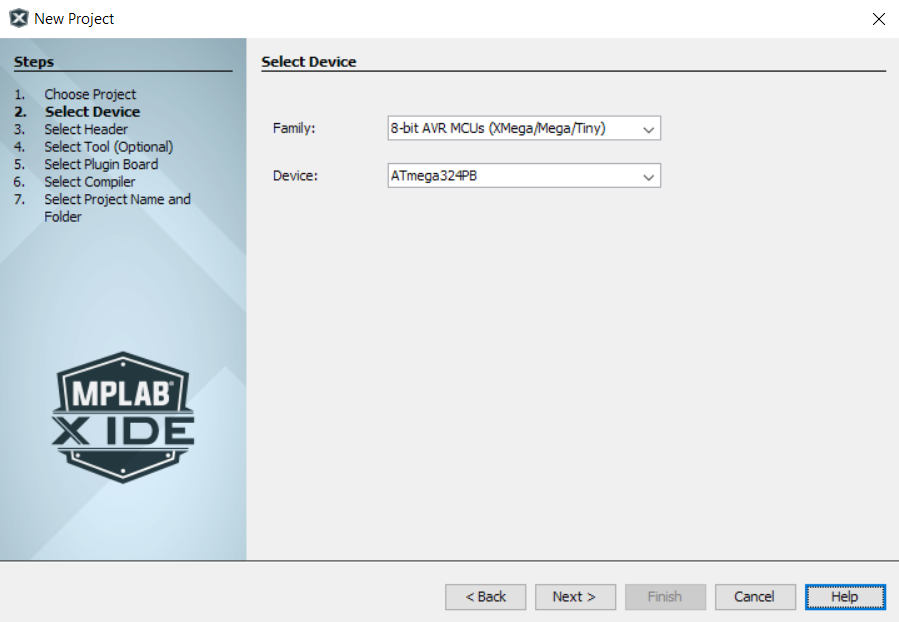 New Project
Steps
1. Choose Project
2. Select Device
3. Select Header
4. Select Tool (Optional)
5. Select Plugin Board
6. Select Compiler
7. Select Project Name and
Folder
MPLAB®
X IDE
Select Device
Family: 8-bit AVR MCUs (XMega/Mega/Tiny)
Device: ATmega324PB
< Back Next > Finish Cancel Help